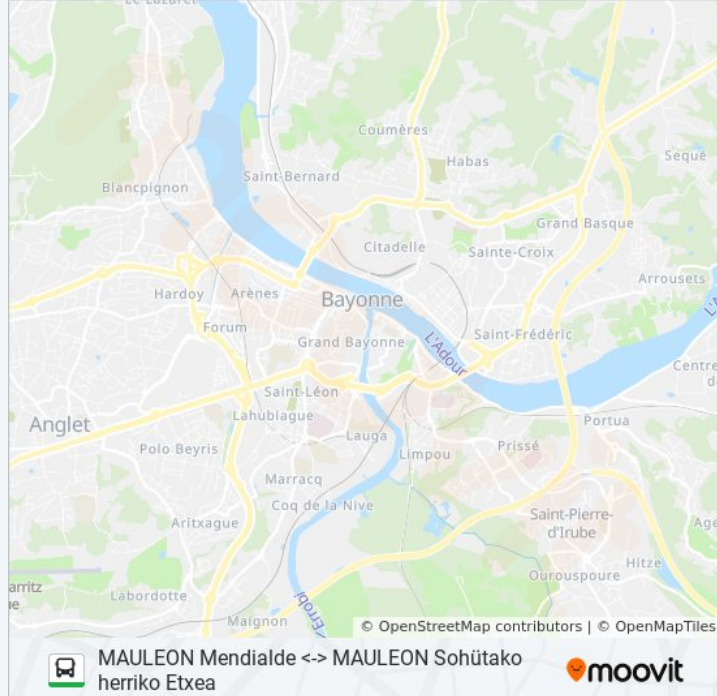 Le Lazaret
Coumères
Sequé
Habas
Saint-Bernard
Blancpignon
Grand Basque
Citadelle
Sainte-Croix
Arrousets
Hardoy
Arènes
Bayonne
Forum
Grand Bayonne
L'Adour
Saint-Frédéric
Centre
Saint-Léon
Anglet
Lahubiague
Portua
Lauga
Polo Beyris
Limpou
Prissé
Marracq
Coq de la Nive
Saint-Pierre-
d'Irube
Aritxague
Hitze
Labordotte
Ourouspoure
L'Errobi
Maignon
© OpenStreetMap contributors | © OpenMapTiles
MAULEON Mendialde <-> MAULEON Sohütako
herriko Etxea
moovit